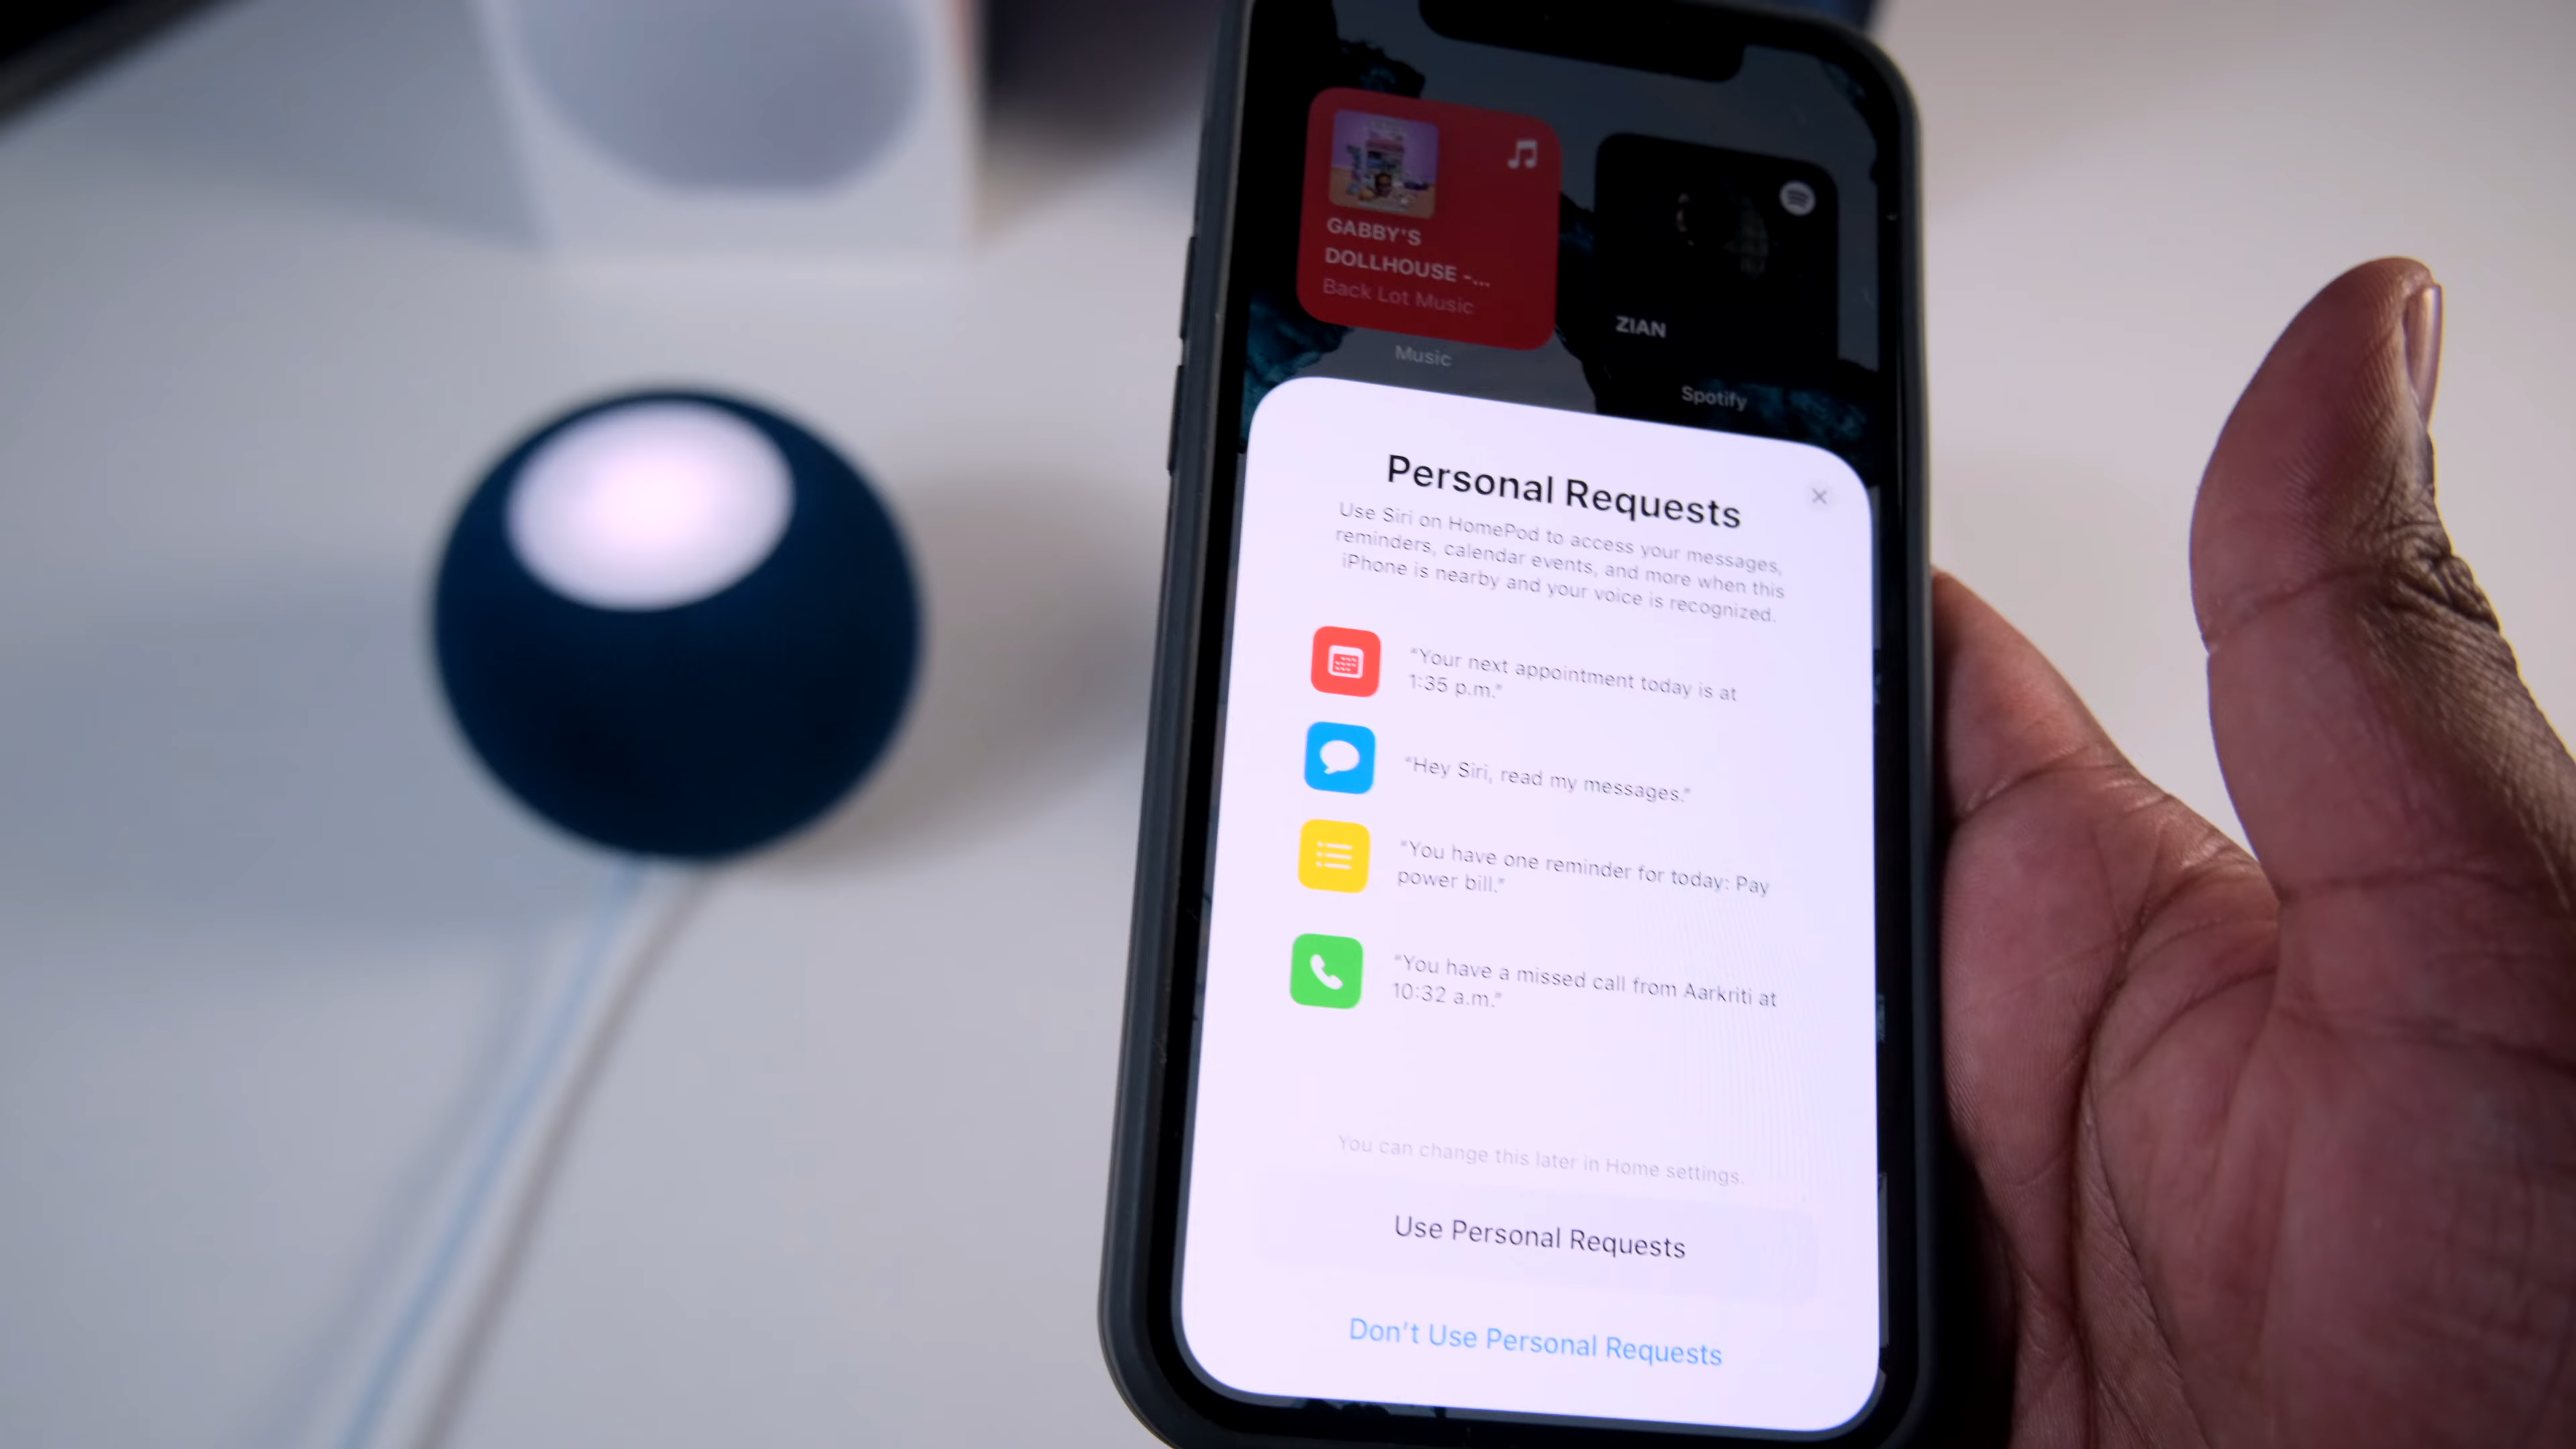 GABBY'S
DOLLHOUSE -...
Back Lot Music
Music
ZIAN
Spotify
Personal Requests
Use Siri on HomePod to access your messages,
reminders, calendar events, and more when this
iPhone is nearby and your voice is recognized.
"Your next appointment today is at
1:35 p.m."
"Hey Siri, read my messages."
"You have one reminder for today: Pay
power bill."
"You have a missed call from Aarkriti at
10:32 a.m."
You can change this later in Home settings.
Use Personal Requests
Don't Use Personal Requests